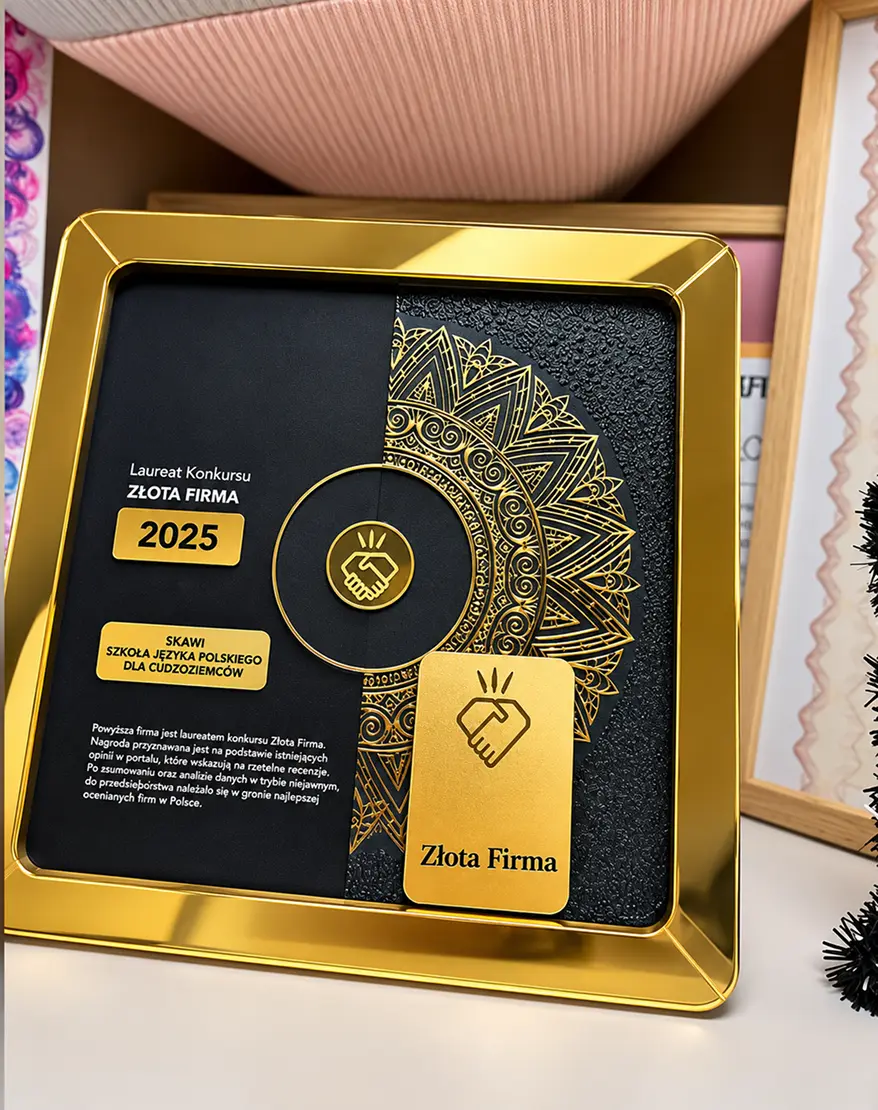 Laureat Konkursu
ZŁOTA FIRMA
2025
SKAWI
SZKOŁA JĘZYKA POLSKIEGO
DLA CUDZOZIEMCÓW
Powyższa firma jest laureatem konkursu Złota Firma.
Nagroda przyznawana jest na podstawie istniejących
opinii w portalu, które wskazują na rzetelne recenzje.
Po zsumowaniu oraz analizie danych w trybie niejawnym,
do przedsiębiorstwa należało się w gronie najlepszej
ocenianych firm w Polsce.
Złota Firma